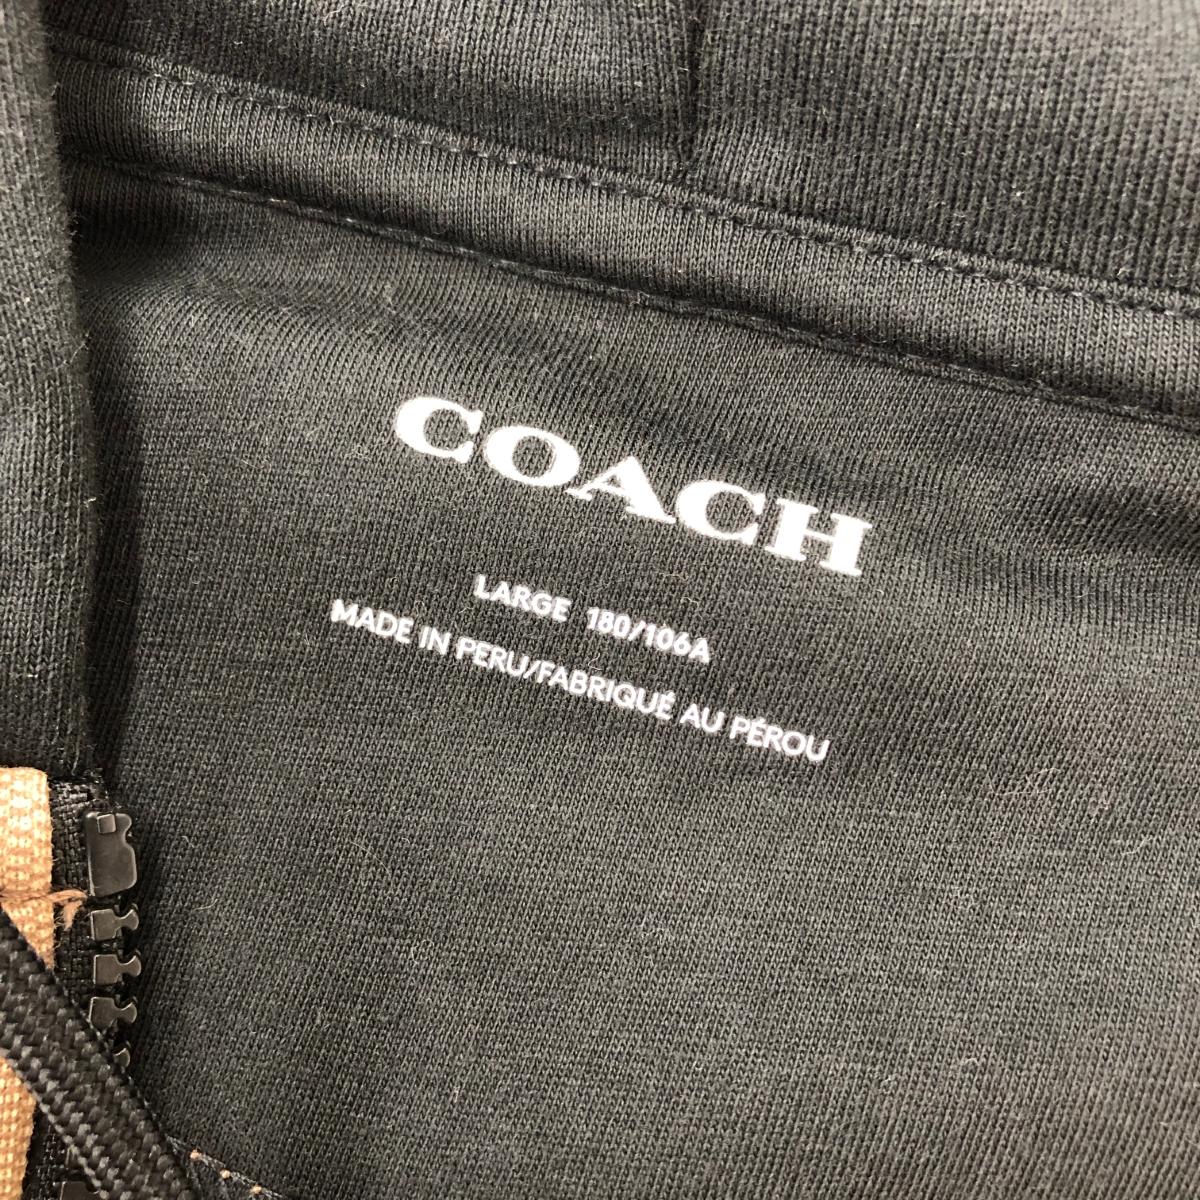 COACH
LARGE 180/106A
MADE IN PERU/FABRIQUÉ AU PÉROU